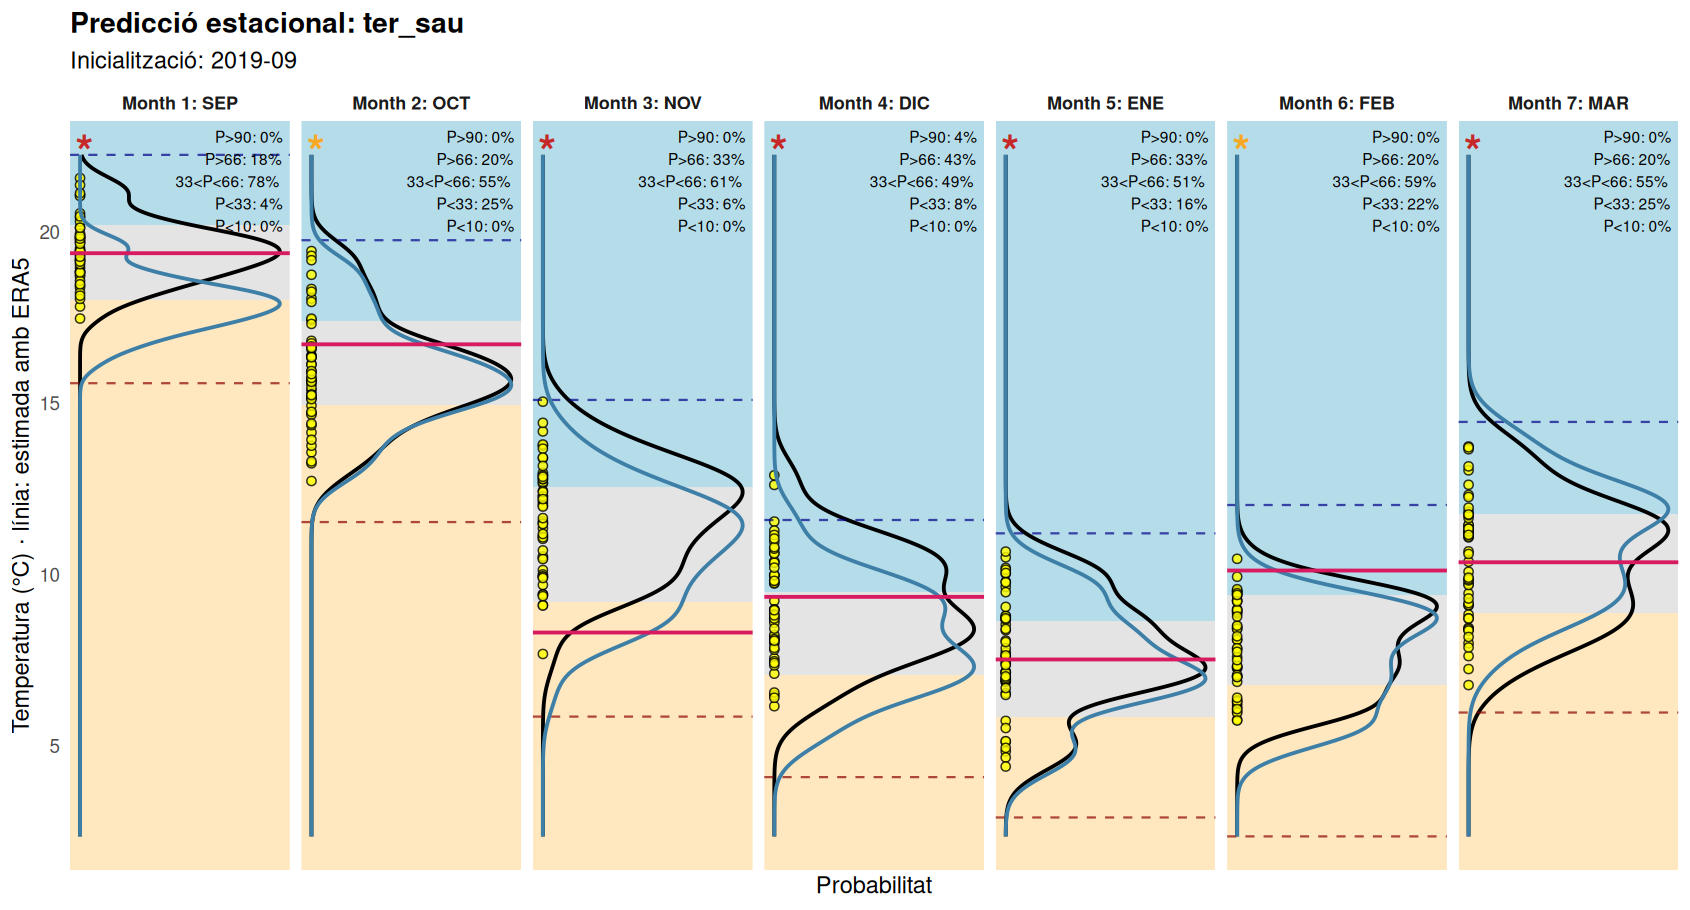 Predicció estacional: ter_sau
Inicialització: 2019-09
Month 1: SEP
Month 2: OCT
Month 3: NOV
Month 4: DIC
Month 5: ENE
Month 6: FEB
Month 7: MAR
*
P>90: 0%
P>66: 18%
33<P<66: 78%
P<33: 4%
P<10: 0%
*
P>90: 0%
P>66: 20%
33<P<66: 55%
P<33: 25%
P<10: 0%
*
P>90: 0%
P>66: 33%
33<P<66: 61%
P<33: 6%
P<10: 0%
*
P>90: 4%
P>66: 43%
33<P<66: 49%
P<33: 8%
P<10: 0%
*
P>90: 0%
P>66: 33%
33<P<66: 51%
P<33: 16%
P<10: 0%
*
P>90: 0%
P>66: 20%
33<P<66: 59%
P<33: 22%
P<10: 0%
*
P>90: 0%
P>66: 20%
33<P<66: 55%
P<33: 25%
P<10: 0%
20
15
10
5
Temperatura (°C) · línia: estimada amb ERA5
Probabilitat